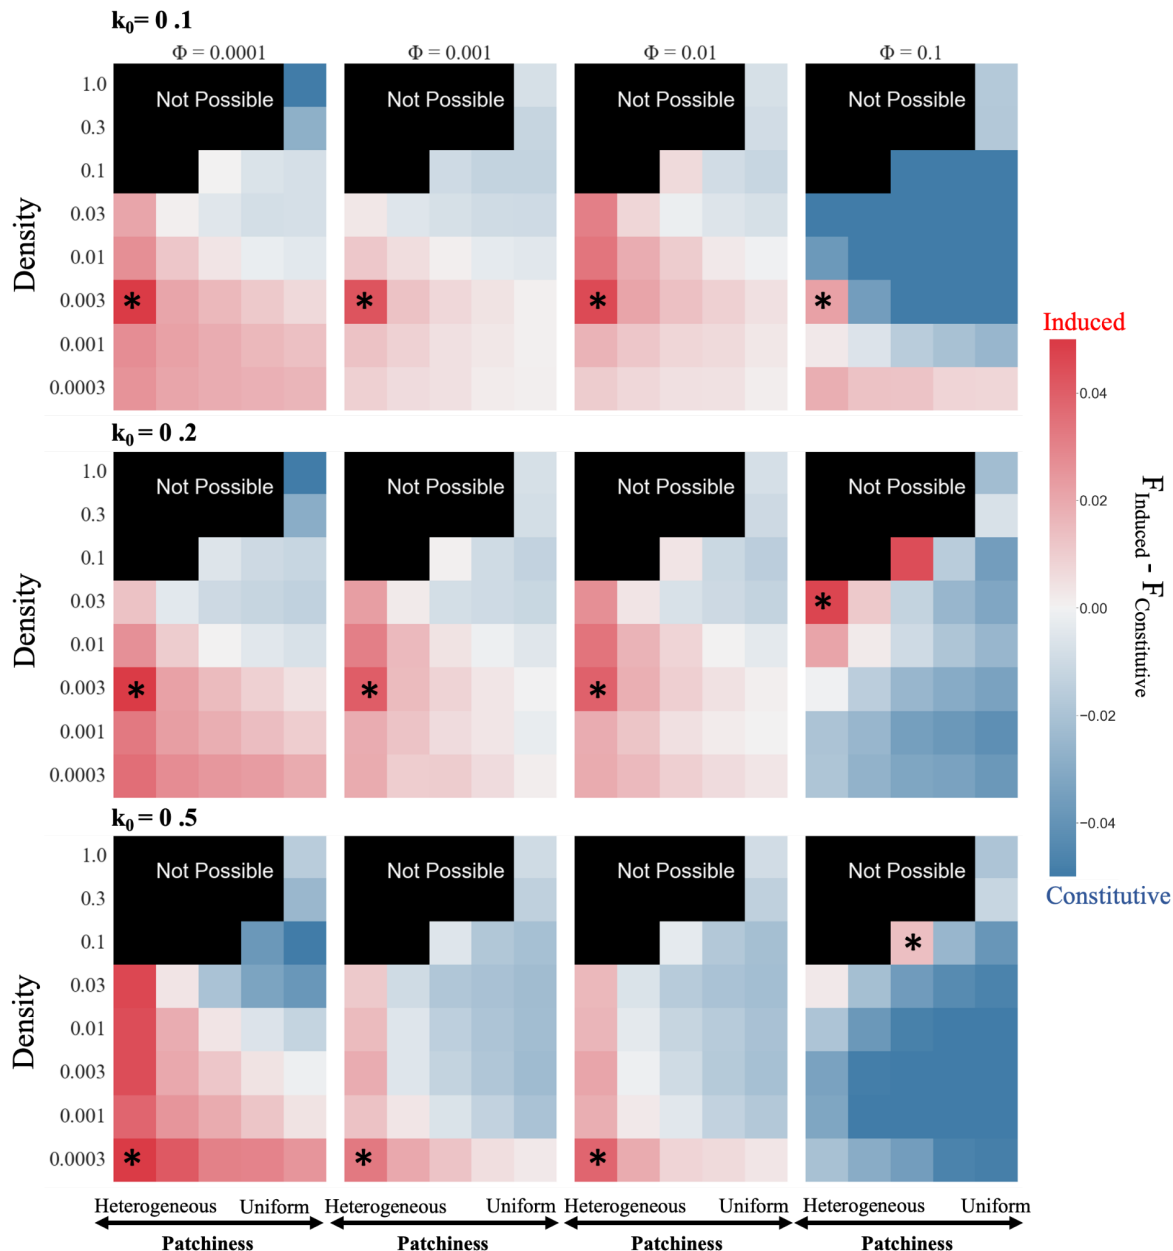 k0= 0 .1
Φ = 0.0001 Φ = 0.001 Φ = 0.01 Φ = 0.1
Not Possible Not Possible Not Possible Not Possible
Density
1.0
0.3
0.1
0.03
0.01
0.003 * * * *
0.001
0.0003
k0= 0 .2
Not Possible Not Possible Not Possible Not Possible
Density
1.0
0.3
0.1
0.03 *
0.01
0.003 * * *
0.001
0.0003
k0= 0 .5
Not Possible Not Possible Not Possible Not Possible
Density
1.0
0.3
0.1 *
0.03
0.01
0.003
0.001
0.0003 * * *
Heterogeneous Uniform Heterogeneous Uniform Heterogeneous Uniform Heterogeneous Uniform
Patchiness Patchiness Patchiness Patchiness
Induced
0.04
0.02
0.00
−0.02
−0.04
Constitutive
FInduced - FConstitutive